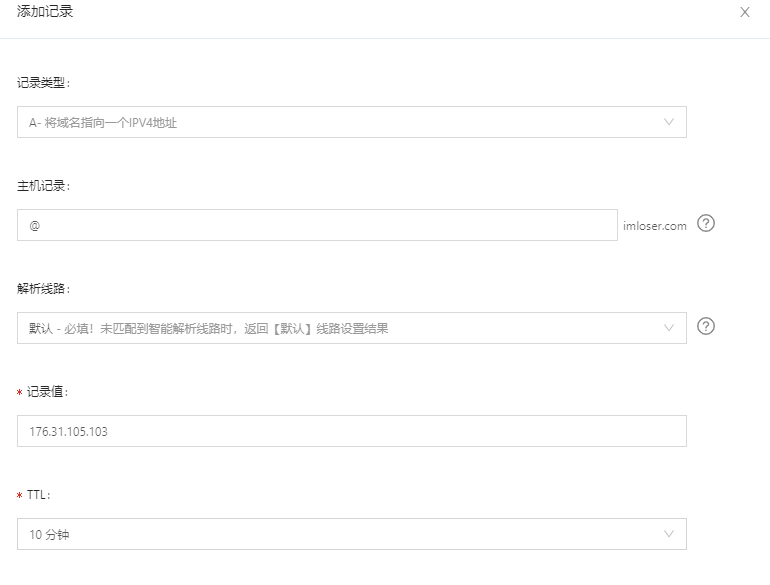 添加记录
记录类型：
A- 将域名指向一个IPV4地址
主机记录：
@ imloser.com
解析线路：
默认 - 必填！未匹配到智能解析线路时，返回【默认】线路设置结果
* 记录值：
176.31.105.103
* TTL：
10 分钟